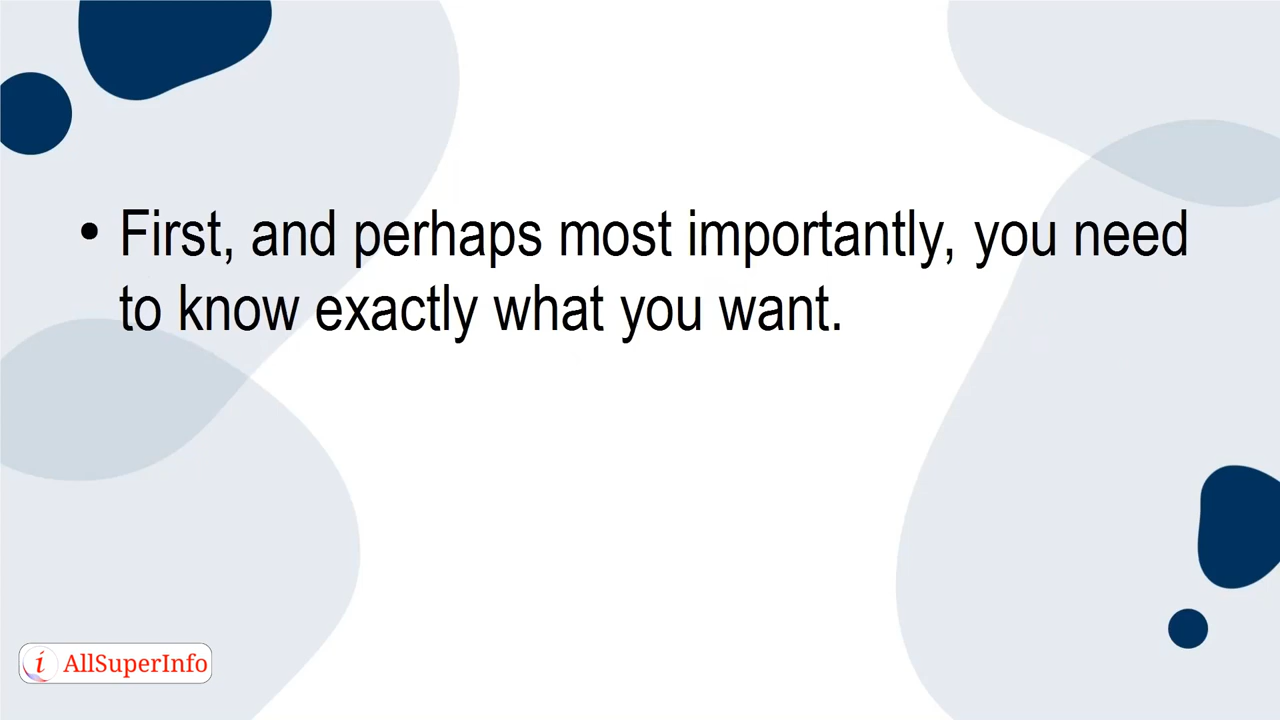 • First, and perhaps most importantly, you need
to know exactly what you want.
i AllSuperInfo